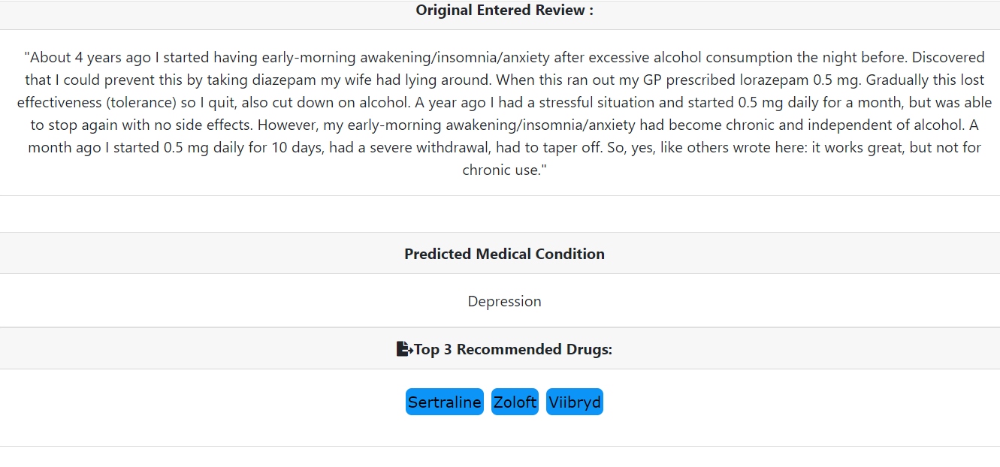 Original Entered Review :
"About 4 years ago I started having early-morning awakening/insomnia/anxiety after excessive alcohol consumption the night before. Discovered
that I could prevent this by taking diazepam my wife had lying around. When this ran out my GP prescribed lorazepam 0.5 mg. Gradually this lost
effectiveness (tolerance) so I quit, also cut down on alcohol. A year ago I had a stressful situation and started 0.5 mg daily for a month, but was able
to stop again with no side effects. However, my early-morning awakening/insomnia/anxiety had become chronic and independent of alcohol. A
month ago I started 0.5 mg daily for 10 days, had a severe withdrawal, had to taper off. So, yes, like others wrote here: it works great, but not for
chronic use."
Predicted Medical Condition
Depression
Top 3 Recommended Drugs:
Sertraline Zoloft Viibryd